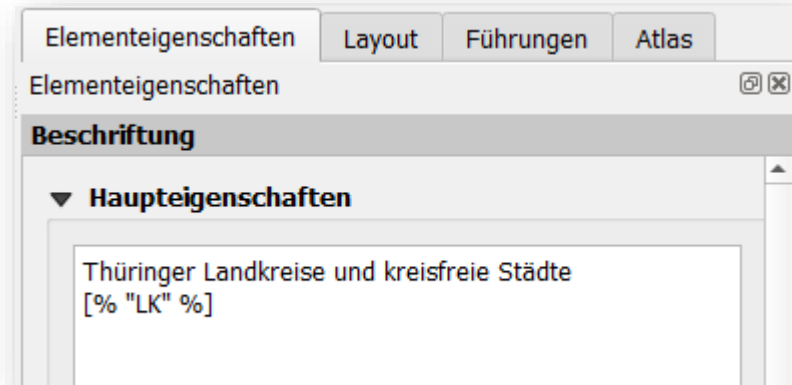 Elementeigenschaften Layout Führungen Atlas
Elementeigenschaften
Beschriftung
Haupteigenschaften
Thüringer Landkreise und kreisfreie Städte
[% "LK" %]